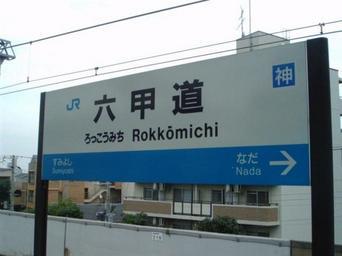 JR 六甲道 神
ろっこうみち Rokkōmichi
すみよし なだ
Sumiyoshi Nada